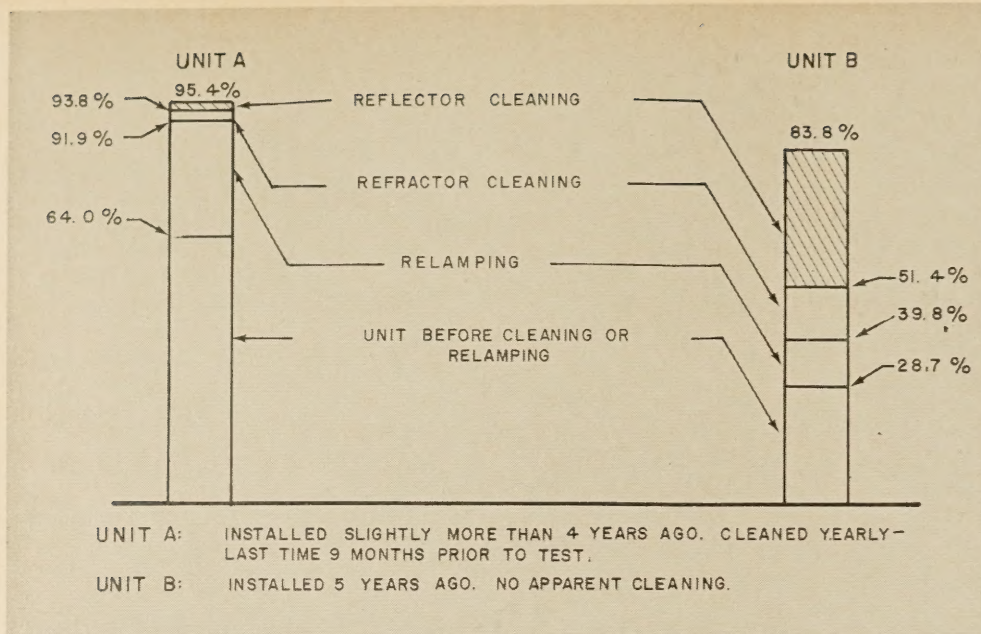 UNIT A
UNIT B
95.4%
93.8%
REFLECTOR CLEANING
83.8%
91.9%
REFRACTOR CLEANING
64.0%
RELAMPING
51.4%
39.8%
UNIT BEFORE CLEANING OR
RELAMPING
28.7%
UNIT A: INSTALLED SLIGHTLY MORE THAN 4 YEARS AGO. CLEANED YEARLY-
LAST TIME 9 MONTHS PRIOR TO TEST.
UNIT B: INSTALLED 5 YEARS AGO. NO APPARENT CLEANING.